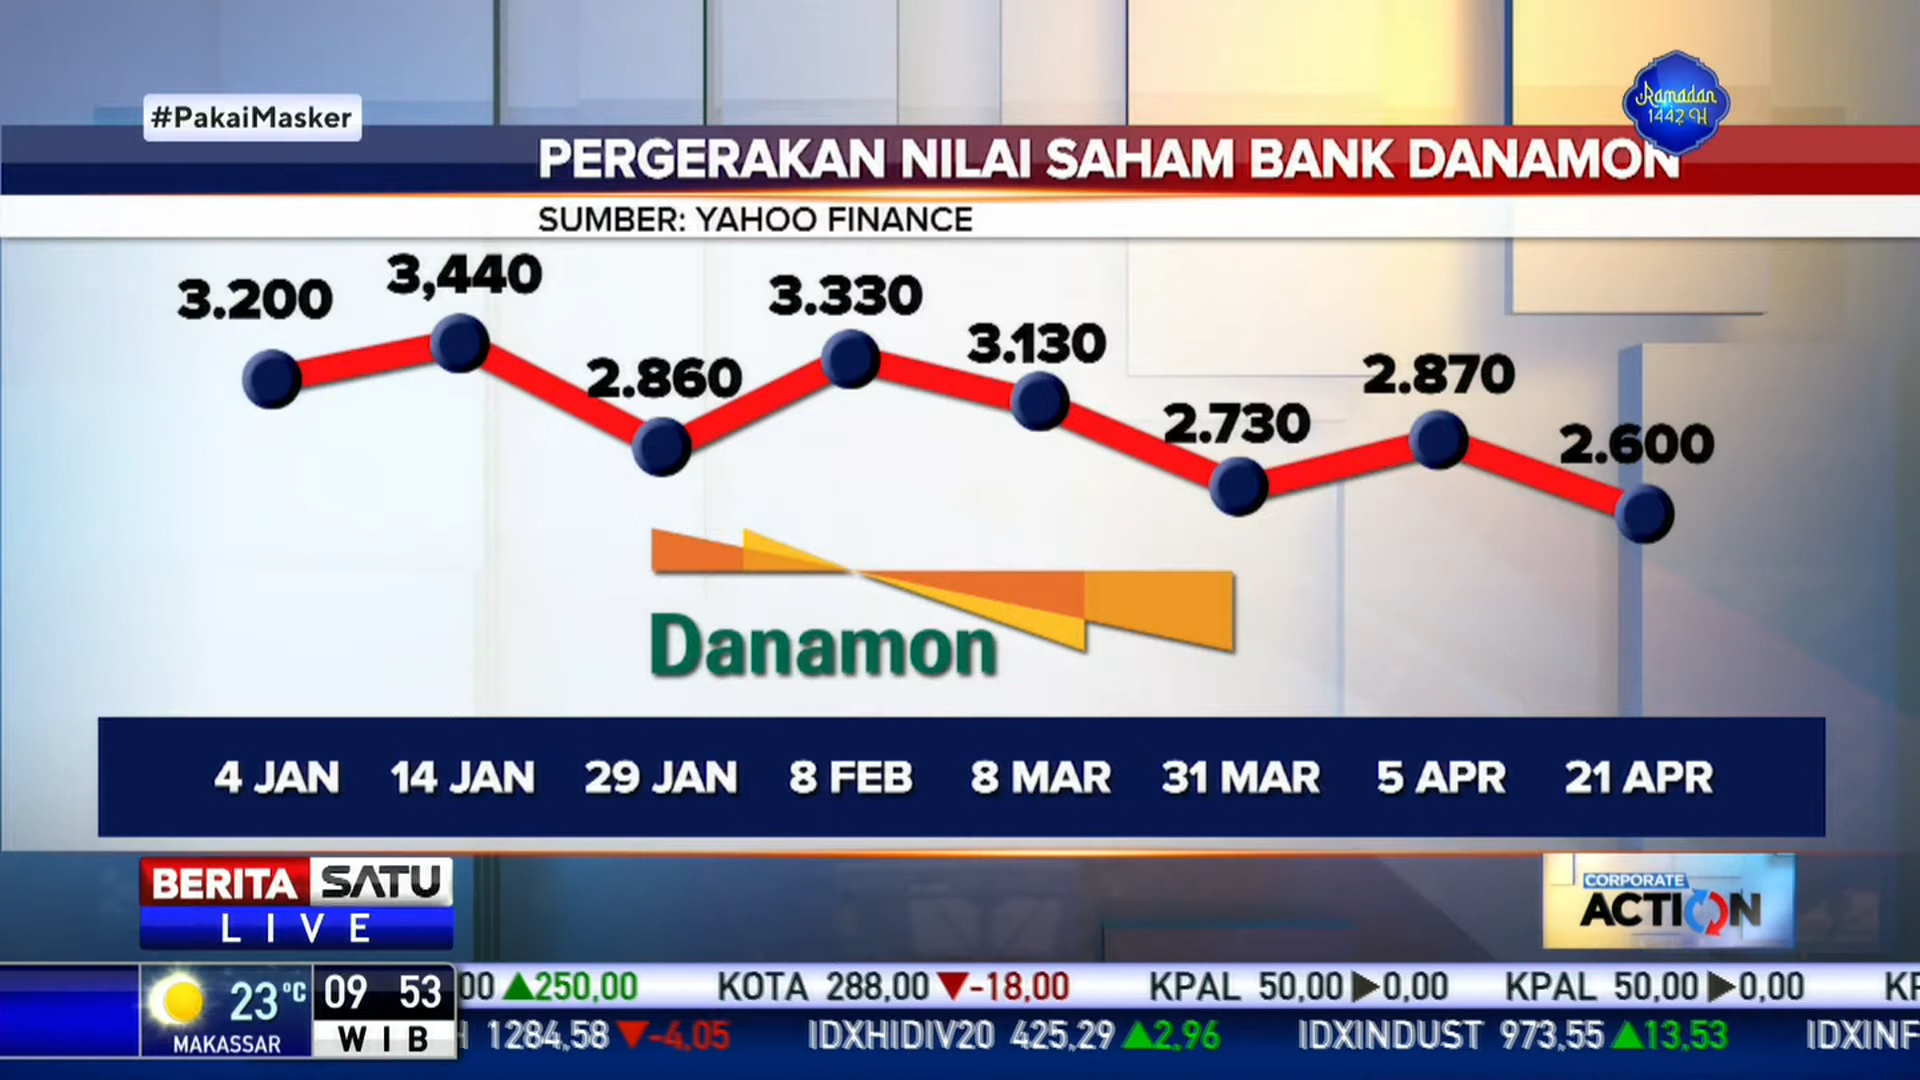 #PakaiMasker
Ramadan
1442 H
PERGERAKAN NILAI SAHAM BANK DANAMON
SUMBER: YAHOO FINANCE
3.200
3,440
2.860
3.330
3.130
2.730
2.870
2.600
Danamon
4 JAN 14 JAN 29 JAN 8 FEB 8 MAR 31 MAR 5 APR 21 APR
BERITA SATU
LIVE
CORPORATE
ACTION
23°C
MAKASSAR
09 53
WIB
00 ▲250,00 KOTA 288,00 ▼-18,00 KPAL 50,00 ▶0,00 KPAL 50,00 ▶0,00
1284,58 ▼-4,05 IDXHIDIV20 425,29 ▲2,96 IDXINDUST 973,55 ▲13,53 IDXINF